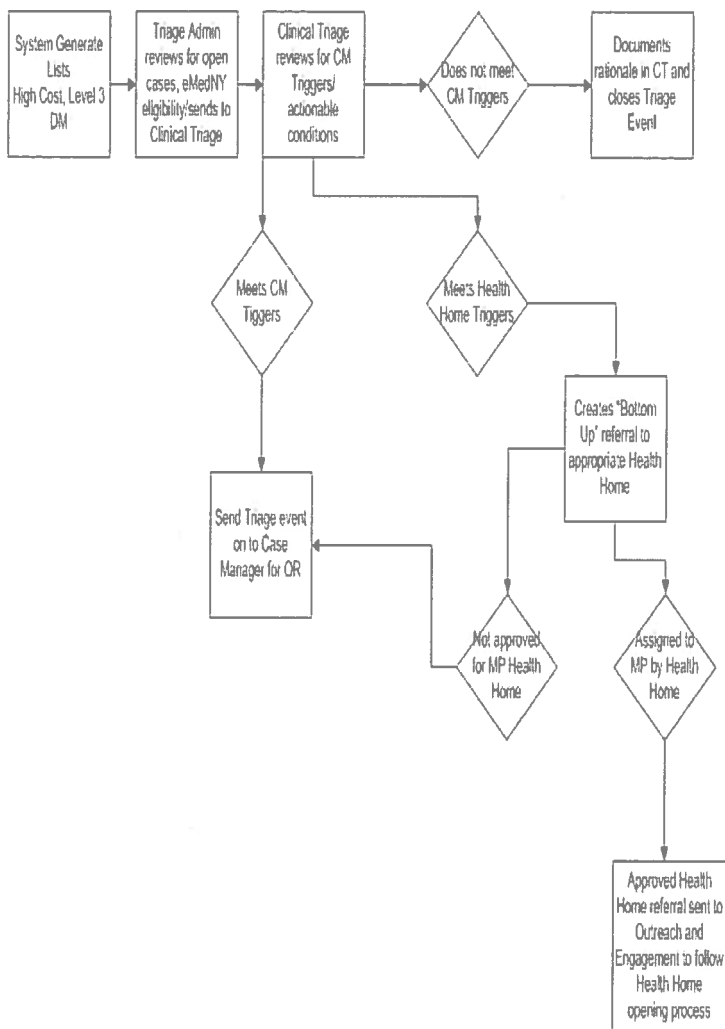 System Generate
Lists
High Cost, Level 3
DM
Triage Admin
reviews for open
cases, eMedNY
eligibility/sends to
Clinical Triage
Clinical Triage
reviews for CM
Triggers/
actionable
conditions
Does not meet
CM Triggers
Documents
rationale in CT and
closes Triage
Event
Meets CM
Tiggers
Meets Health
Home Triggers
Creates "Bottom
Up" referral to
appropriate Health
Home
Send Triage event
on to Case
Manager for OR
Not approved
for MP Health
Home
Assigned to
MP by Health
Home
Approved Health
Home referral sent to
Outreach and
Engagement to follow
Health Home
opening process